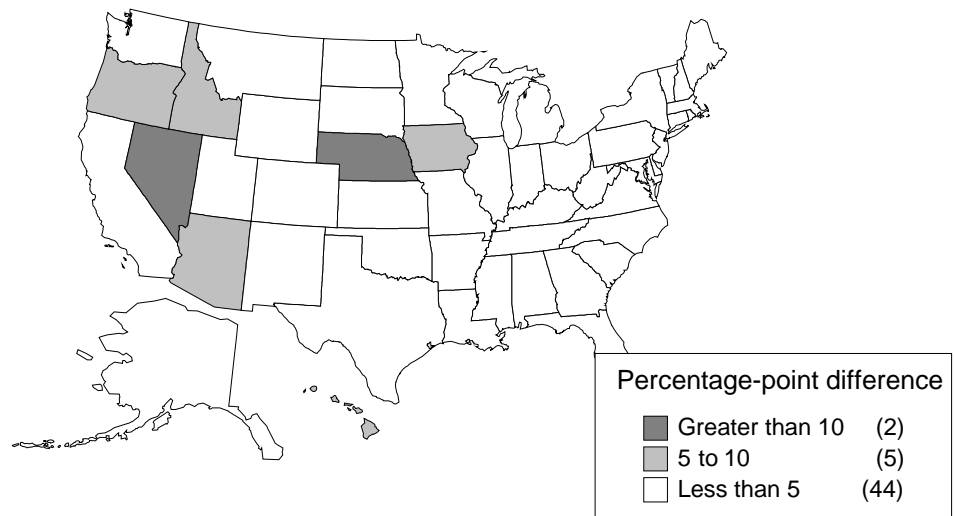 Percentage-point difference
Greater than 10 (2)
5 to 10 (5)
Less than 5 (44)